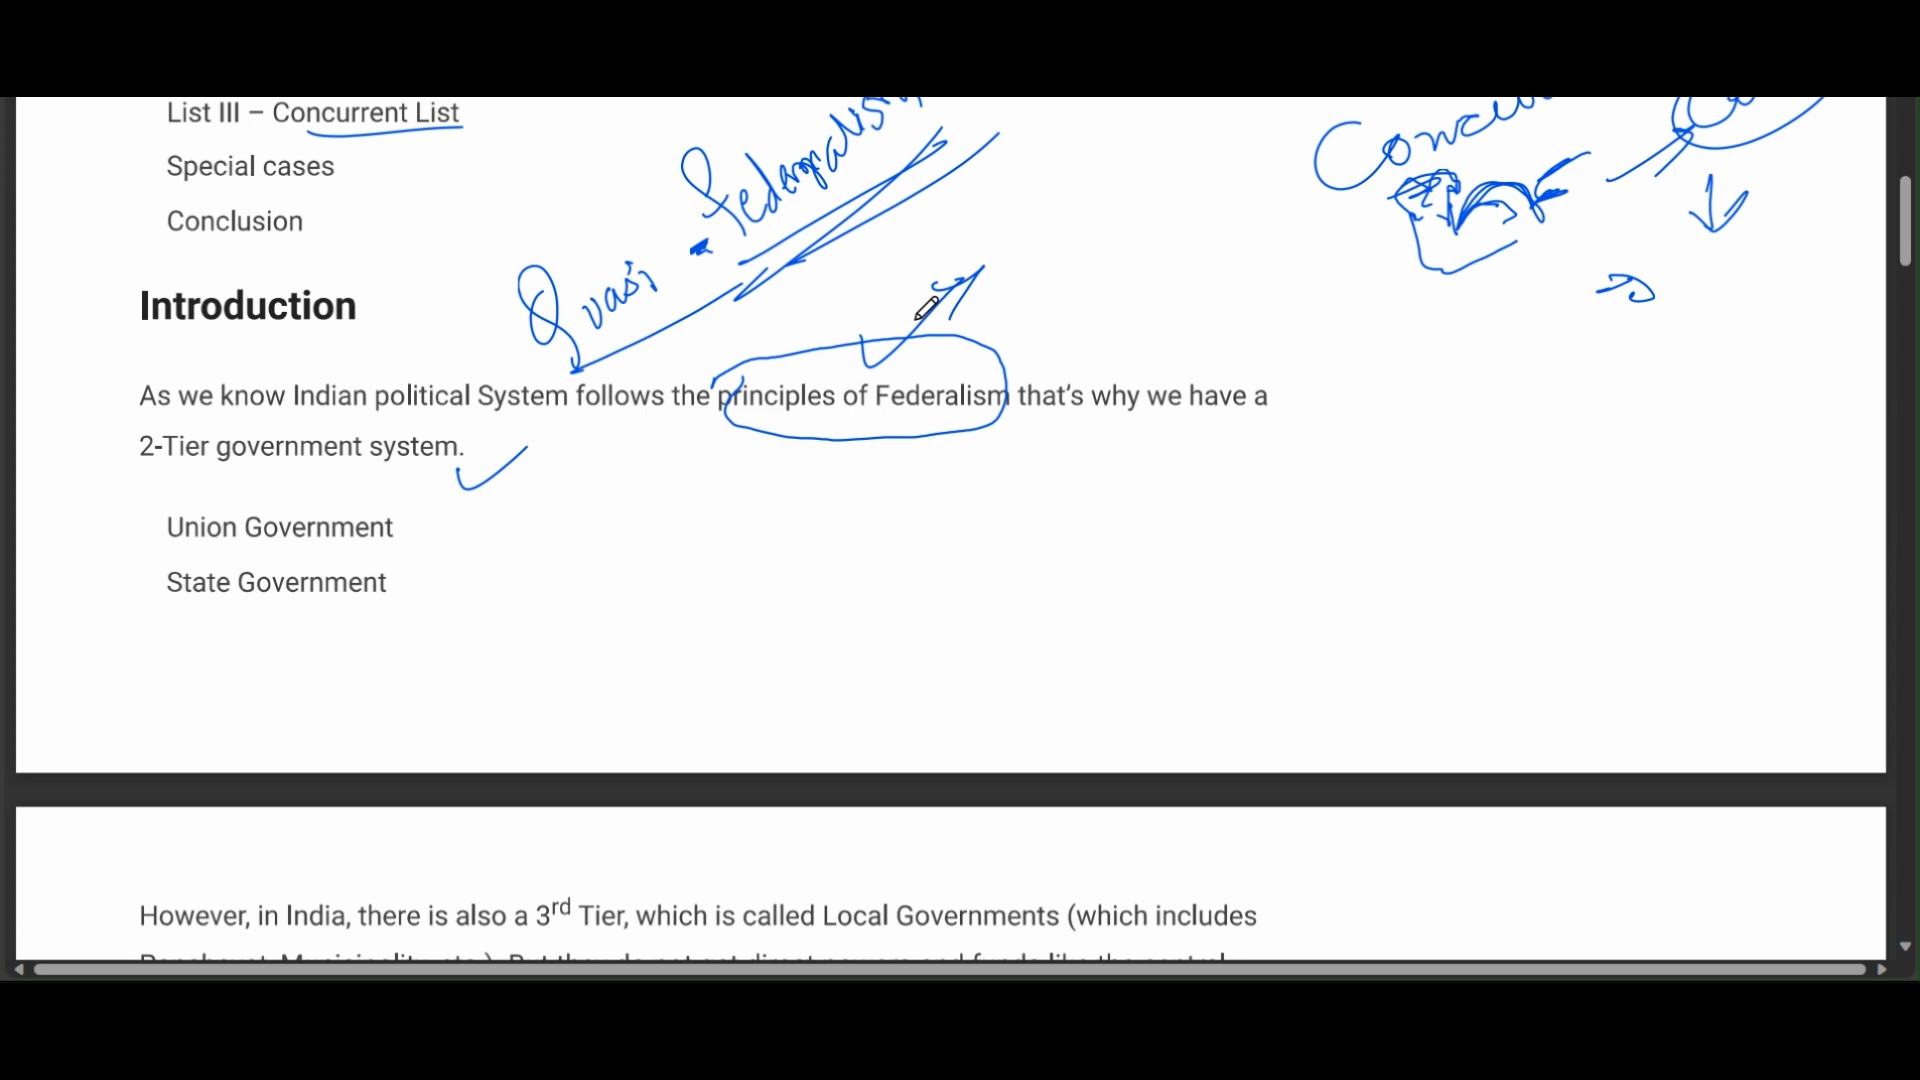 List III – Concurrent List
Special cases
Conclusion
Quasi - Federalism
Introduction
As we know Indian political System follows the principles of Federalism that’s why we have a
2-Tier government system.
Union Government
State Government
However, in India, there is also a 3rd Tier, which is called Local Governments (which includes